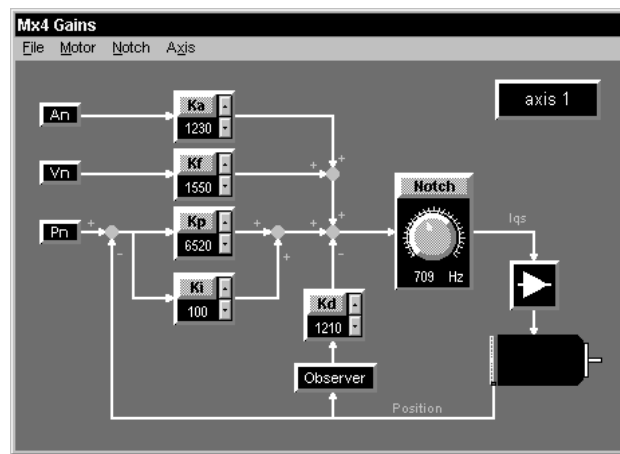 Mx4 Gains
File Motor Notch Axis
axis 1
An
Ka
1230
Vn
Kf
1550
Pn
Kp
6520
Ki
100
Kd
1210
Observer
Notch
709 Hz
Iqs
Position
+
-
+
+
+
+
+
+
-